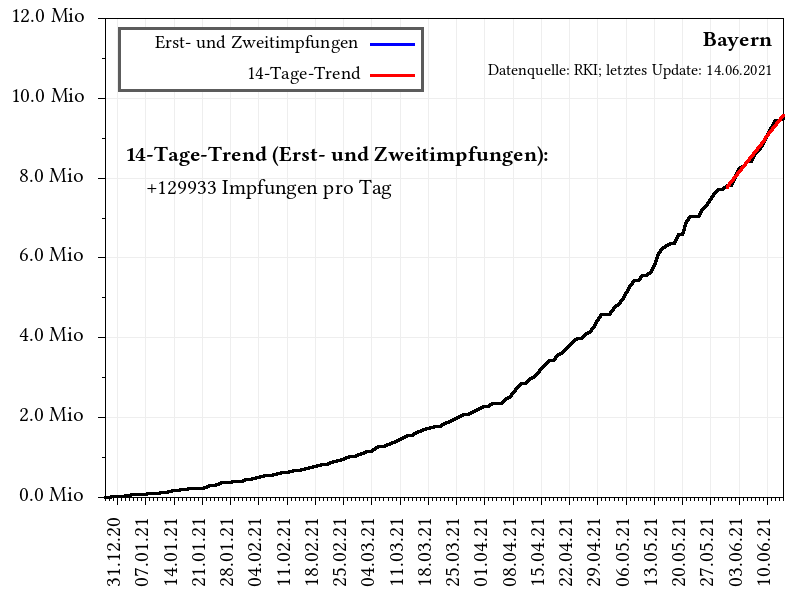 12.0 Mio
10.0 Mio
8.0 Mio
6.0 Mio
4.0 Mio
2.0 Mio
0.0 Mio
Erst- und Zweitimpfungen
14-Tage-Trend
Bayern
Datenquelle: RKI; letztes Update: 14.06.2021
14-Tage-Trend (Erst- und Zweitimpfungen):
+129933 Impfungen pro Tag
31.12.20
07.01.21
14.01.21
21.01.21
28.01.21
04.02.21
11.02.21
18.02.21
25.02.21
04.03.21
11.03.21
18.03.21
25.03.21
01.04.21
08.04.21
15.04.21
22.04.21
29.04.21
06.05.21
13.05.21
20.05.21
27.05.21
03.06.21
10.06.21